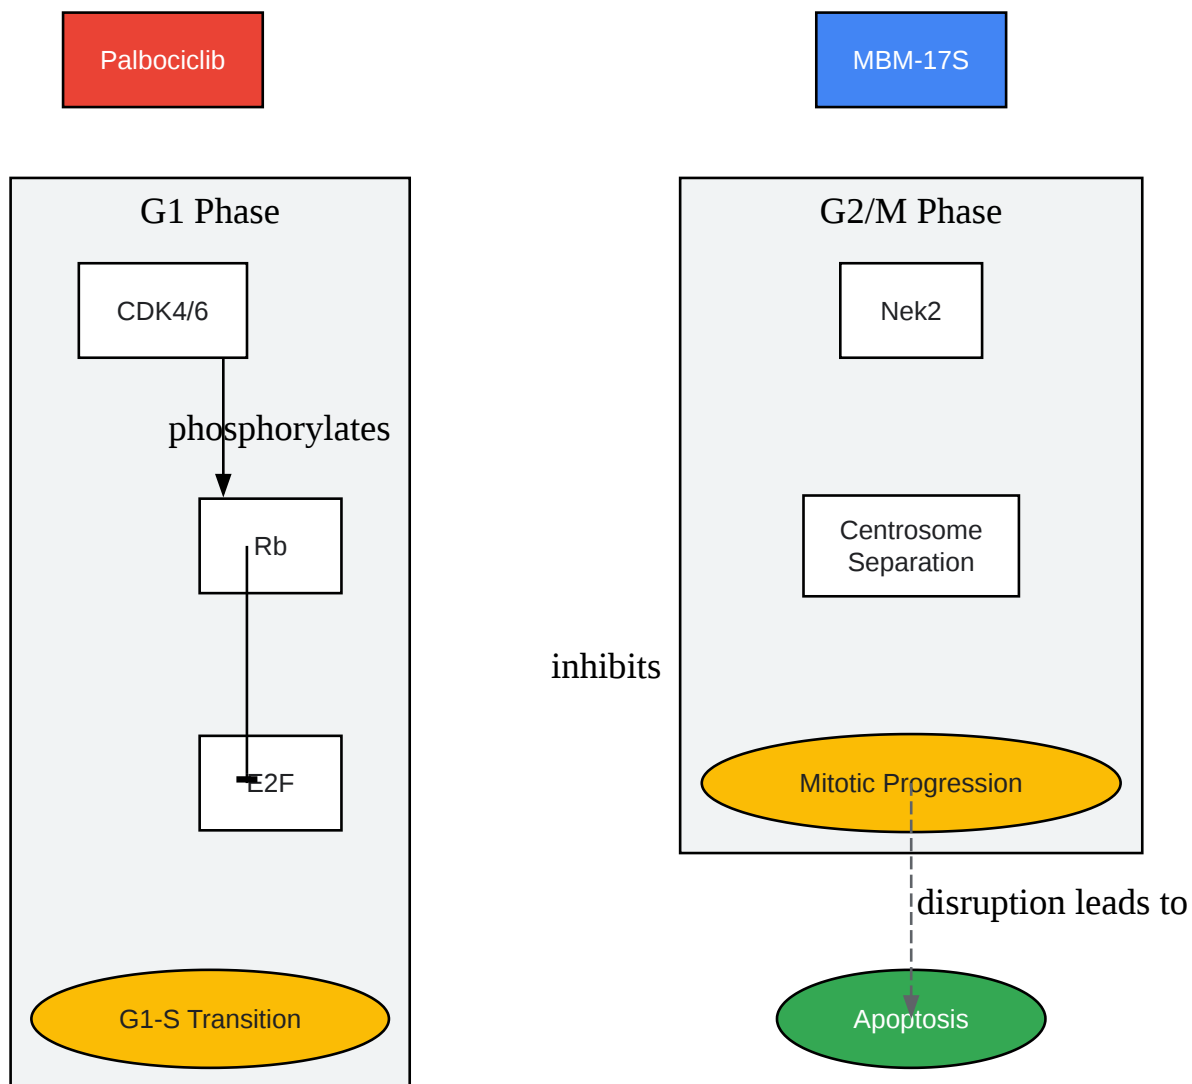 Palbociclib
MBM-17S
G1 Phase
G2/M Phase
CDK4/6
Nek2
phosphorylates
Rb
Centrosome
Separation
inhibits
E2F
Mitotic Progression
disruption leads to
G1-S Transition
Apoptosis